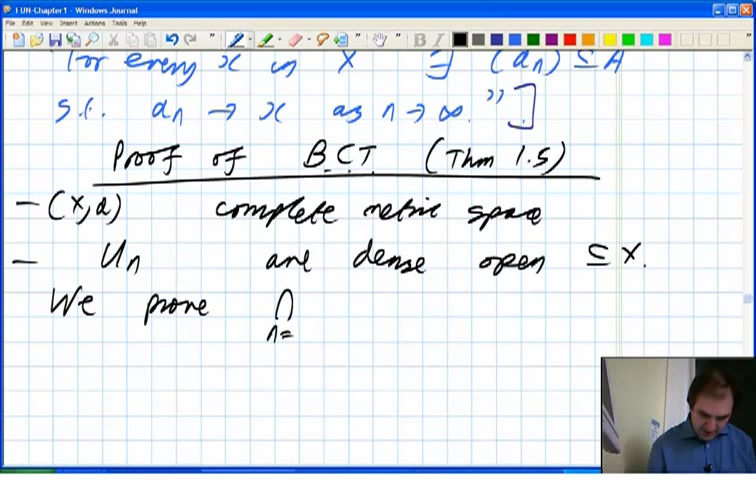 FUN-Chapter1 - Windows Journal
File Edit View Insert Actions Tools Help
For every x in X ∃ (aₙ) ⊆ A
s.t. aₙ → x as n → ∞."]
Proof of B.C.T. (Thm 1.5)
– (X,d) complete metric space
– Uₙ are dense open ⊆ X.
We prove ⋂
n=